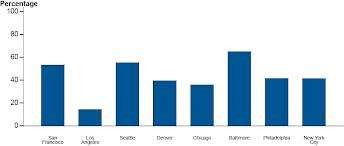 Percentage
100
80
60
40
20
0
San Francisco
Los Angeles
Seattle
Denver
Chicago
Baltimore
Philadelphia
New York City